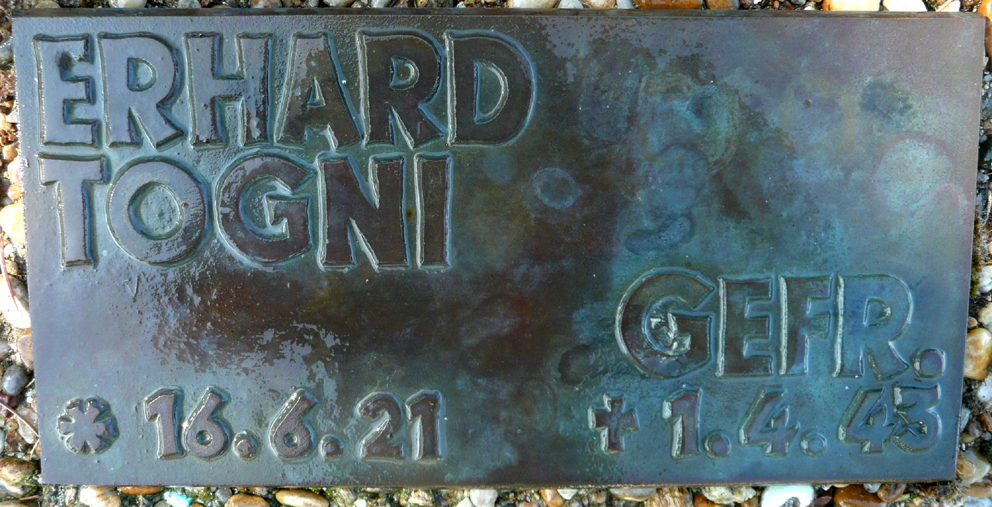 ERHARD
TOGNI
GEFR.
* 16.6.21 † 1.4.43